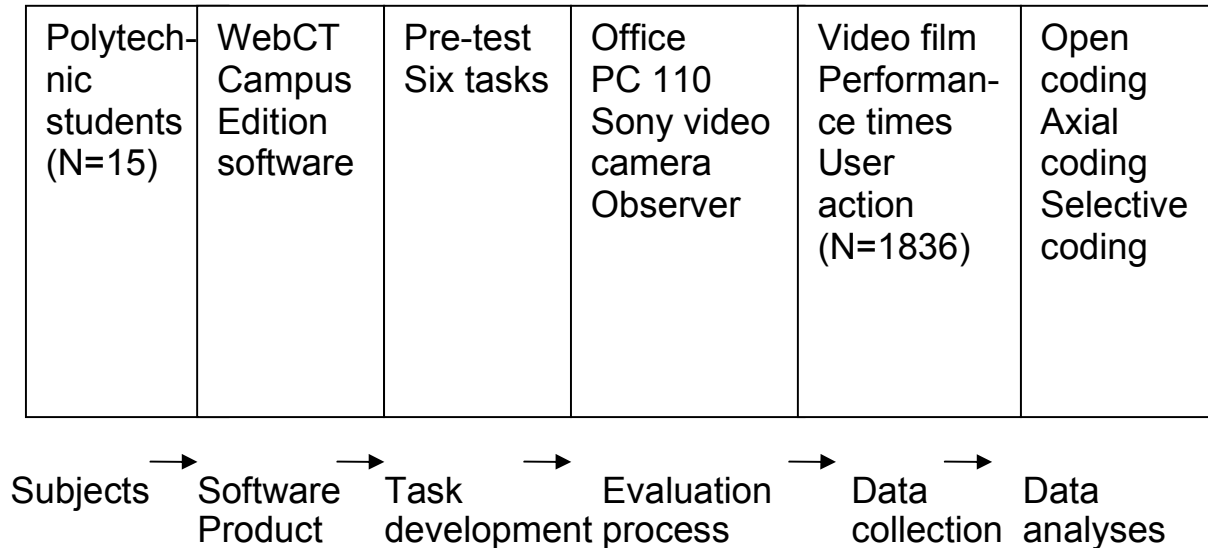 Polytech-
nic
students
(N=15)
WebCT
Campus
Edition
software
Pre-test
Six tasks
Office
PC 110
Sony video
camera
Observer
Video film
Performan-
ce times
User
action
(N=1836)
Open
coding
Axial
coding
Selective
coding
Subjects
Software
Product
Task
development
Evaluation
process
Data
collection
Data
analyses